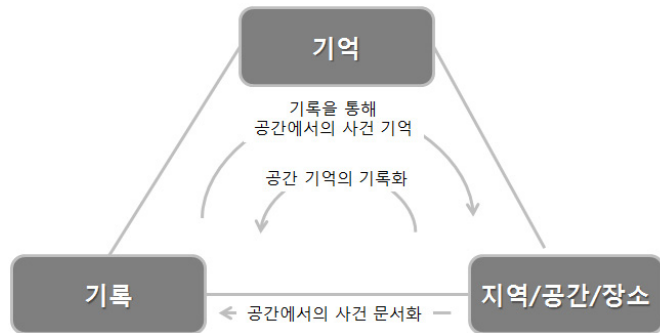 기억
기록을 통해
공간에서의 사건 기억
공간 기억의 기록화
기록
지역/공간/장소
공간에서의 사건 문서화